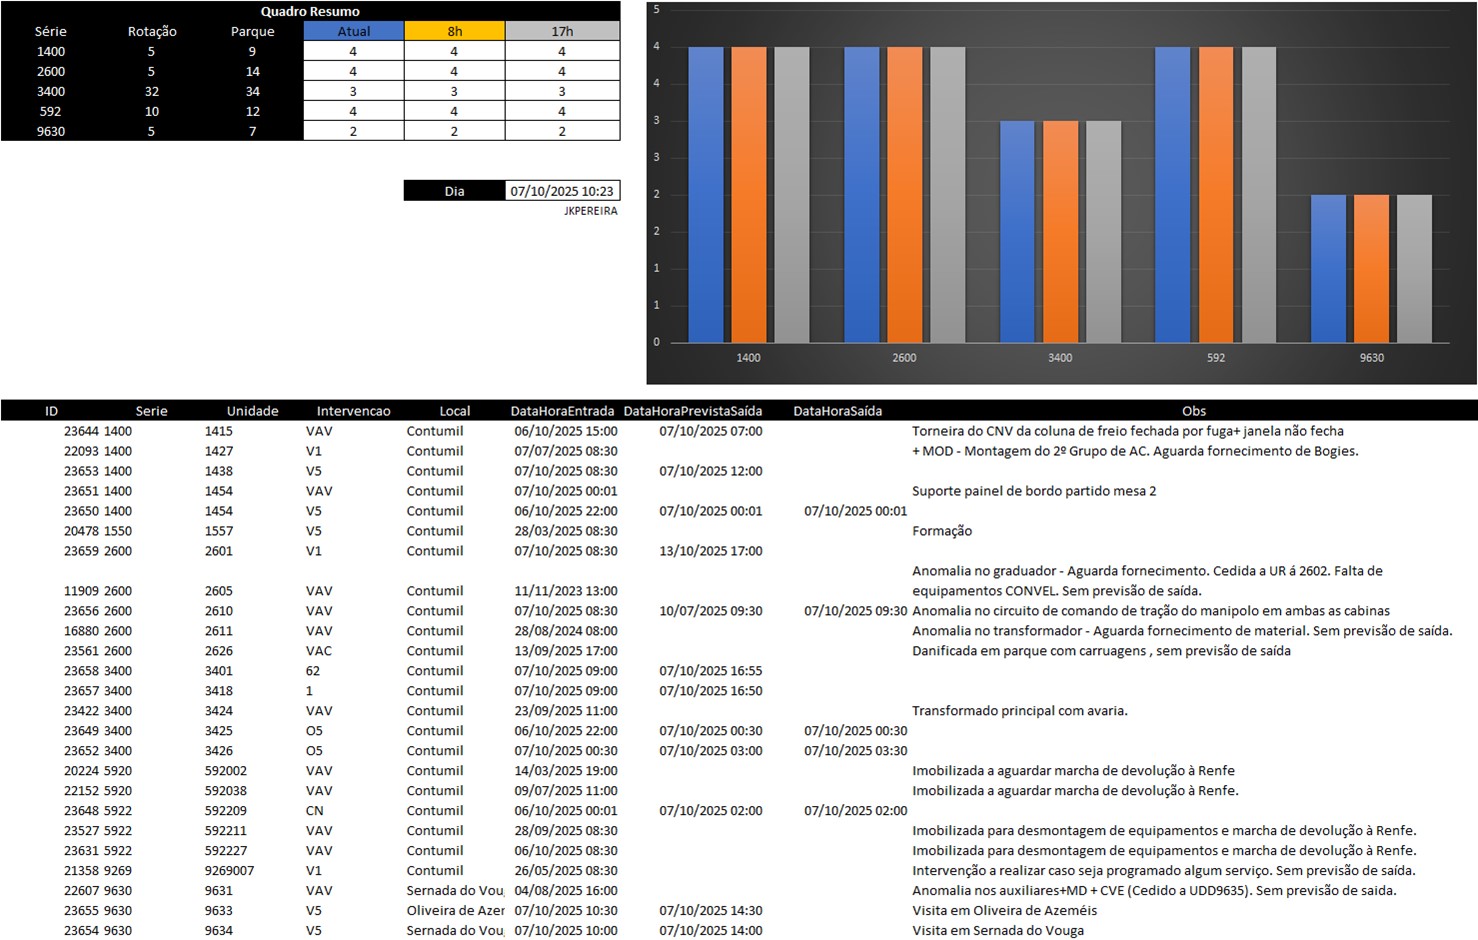 Quadro Resumo
Série Rotação Parque Atual 8h 17h
1400 5 9 4 4 4
2600 5 14 4 4 4
3400 32 34 3 3 3
592 10 12 4 4 4
9630 5 7 2 2 2
Dia 07/10/2025 10:23
JKPEREIRA
5
4
4
3
3
2
2
1
1
0
1400 2600 3400 592 9630
ID Serie Unidade Intervencao Local DataHoraEntrada DataHoraPrevistaSaída DataHoraSaída Obs
23644 1400 1415 VAV Contumil 06/10/2025 15:00 07/10/2025 07:00 Torneira do CNV da coluna de freio fechada por fuga+ janela não fecha
22093 1400 1427 V1 Contumil 07/07/2025 08:30 + MOD - Montagem do 2º Grupo de AC. Aguarda fornecimento de Bogies.
23653 1400 1438 V5 Contumil 07/10/2025 08:30 07/10/2025 12:00
23651 1400 1454 VAV Contumil 07/10/2025 00:01 Suporte painel de bordo partido mesa 2
23650 1400 1454 V5 Contumil 06/10/2025 22:00 07/10/2025 00:01 07/10/2025 00:01
20478 1550 1557 V5 Contumil 28/03/2025 08:30 Formação
23659 2600 2601 V1 Contumil 07/10/2025 08:30 13/10/2025 17:00
Anomalia no graduador - Aguarda fornecimento. Cedida a UR á 2602. Falta de
11909 2600 2605 VAV Contumil 11/11/2023 13:00 equipamentos CONVEL. Sem previsão de saída.
23656 2600 2610 VAV Contumil 07/10/2025 08:30 10/07/2025 09:30 07/10/2025 09:30 Anomalia no circuito de comando de tração do manipolo em ambas as cabinas
16880 2600 2611 VAV Contumil 28/08/2024 08:00 Anomalia no transformador - Aguarda fornecimento de material. Sem previsão de saída.
23561 2600 2626 VAC Contumil 13/09/2025 17:00 Danificada em parque com carruagens , sem previsão de saída
23658 3400 3401 62 Contumil 07/10/2025 09:00 07/10/2025 16:55
23657 3400 3418 1 Contumil 07/10/2025 09:00 07/10/2025 16:50
23422 3400 3424 VAV Contumil 23/09/2025 11:00 Transformado principal com avaria.
23649 3400 3425 O5 Contumil 06/10/2025 22:00 07/10/2025 00:30 07/10/2025 00:30
23652 3400 3426 O5 Contumil 07/10/2025 00:30 07/10/2025 03:00 07/10/2025 03:30
20224 5920 592002 VAV Contumil 14/03/2025 19:00 Imobilizada a aguardar marcha de devolução à Renfe
22152 5920 592038 VAV Contumil 09/07/2025 11:00 Imobilizada a aguardar marcha de devolução à Renfe.
23648 5922 592209 CN Contumil 06/10/2025 00:01 07/10/2025 02:00 07/10/2025 02:00
23527 5922 592211 VAV Contumil 28/09/2025 08:30 Imobilizada para desmontagem de equipamentos e marcha de devolução à Renfe.
23631 5922 592227 VAV Contumil 06/10/2025 08:30 Imobilizada para desmontagem de equipamentos e marcha de devolução à Renfe.
21358 9269 9269007 V1 Contumil 26/05/2025 08:30 Intervenção a realizar caso seja programado algum serviço. Sem previsão de saída.
22607 9630 9631 VAV Sernada do Vou 04/08/2025 16:00 Anomalia nos auxiliares+MD + CVE (Cedido a UDD9635). Sem previsão de saida.
23655 9630 9633 V5 Oliveira de Azer 07/10/2025 10:30 07/10/2025 14:30 Visita em Oliveira de Azeméis
23654 9630 9634 V5 Sernada do Vou 07/10/2025 10:00 07/10/2025 14:00 Visita em Sernada do Vouga